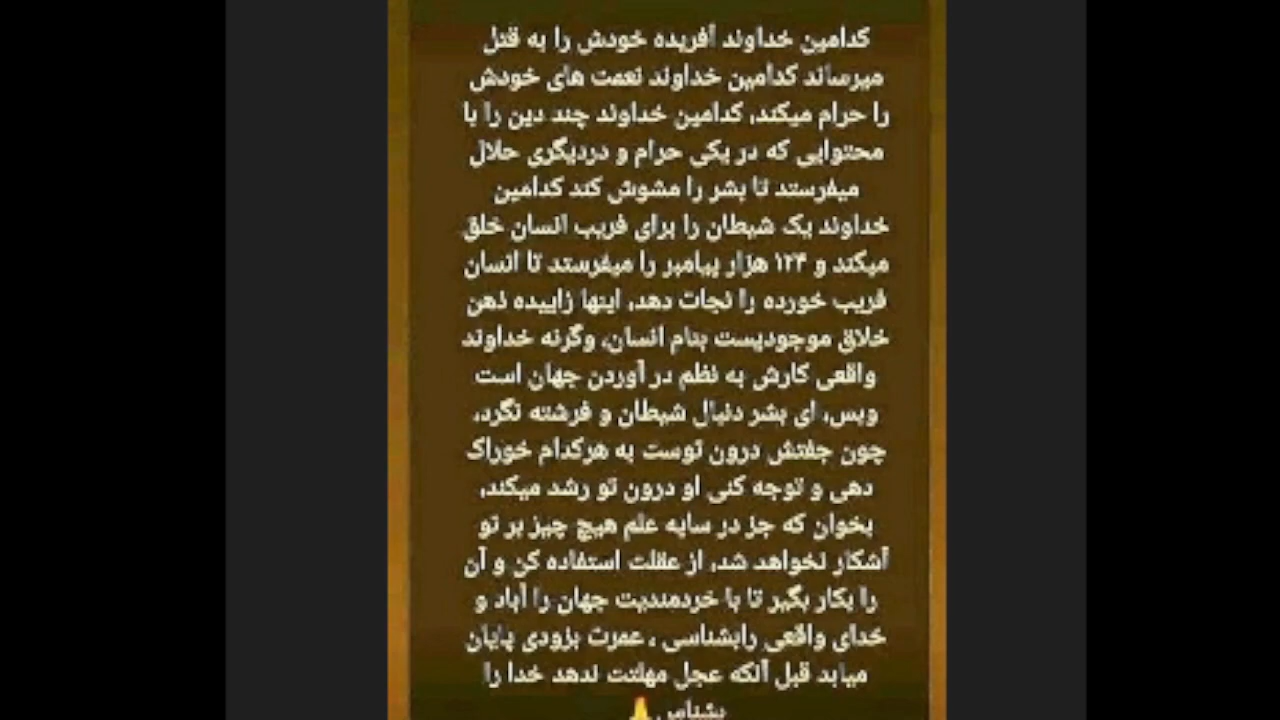 کدامین خداوند آفریده خودش را به قتل
میرساند کدامین خداوند نعمت های خودش
را حرام میکند، کدامین خداوند چند دین را با
محتوایی که در یکی حرام و دردیگری حلال
میفرستد تا بشر را مشوش کند کدامین
خداوند یک شیطان را برای فریب انسان خلق
میکند و ۱۲۴ هزار پیامبر را میفرستد تا انسان
فریب خورده را نجات دهد، اینها زاییده ذهن
خلاق موجودیست بنام انسان، وگرنه خداوند
واقعی کارش به نظم در آوردن جهان است
وبس، ای بشر دنبال شیطان و فرشته نگرد،
چون جفتش درون توست به هرکدام خوراک
دهی و توجه کنی او درون تو رشد میکند،
بخوان که جز در سایه علم هیچ چیز بر تو
آشکار نخواهد شد، از عقلت استفاده کن و آن
را بکار بگیر تا با خردمندیت جهان را آباد و
خدای واقعی رابشناسی ، عمرت بزودی پایان
میابد قبل آنکه عجل مهلتت ندهد خدا را
بشناس 🙏